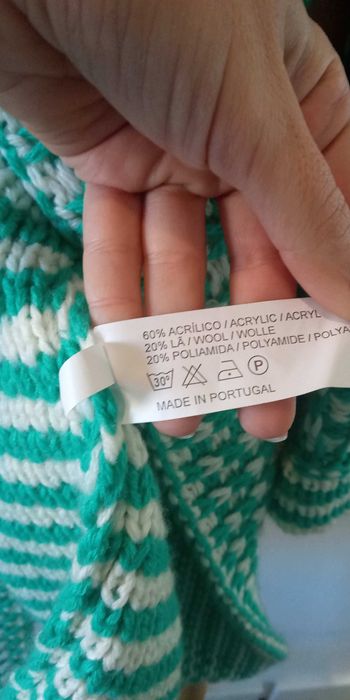 60% ACRÍLICO / ACRYLIC / ACRYL
20% LÃ / WOOL / WOLLE
20% POLIAMIDA / POLYAMIDE / POLYA
30° P
MADE IN PORTUGAL